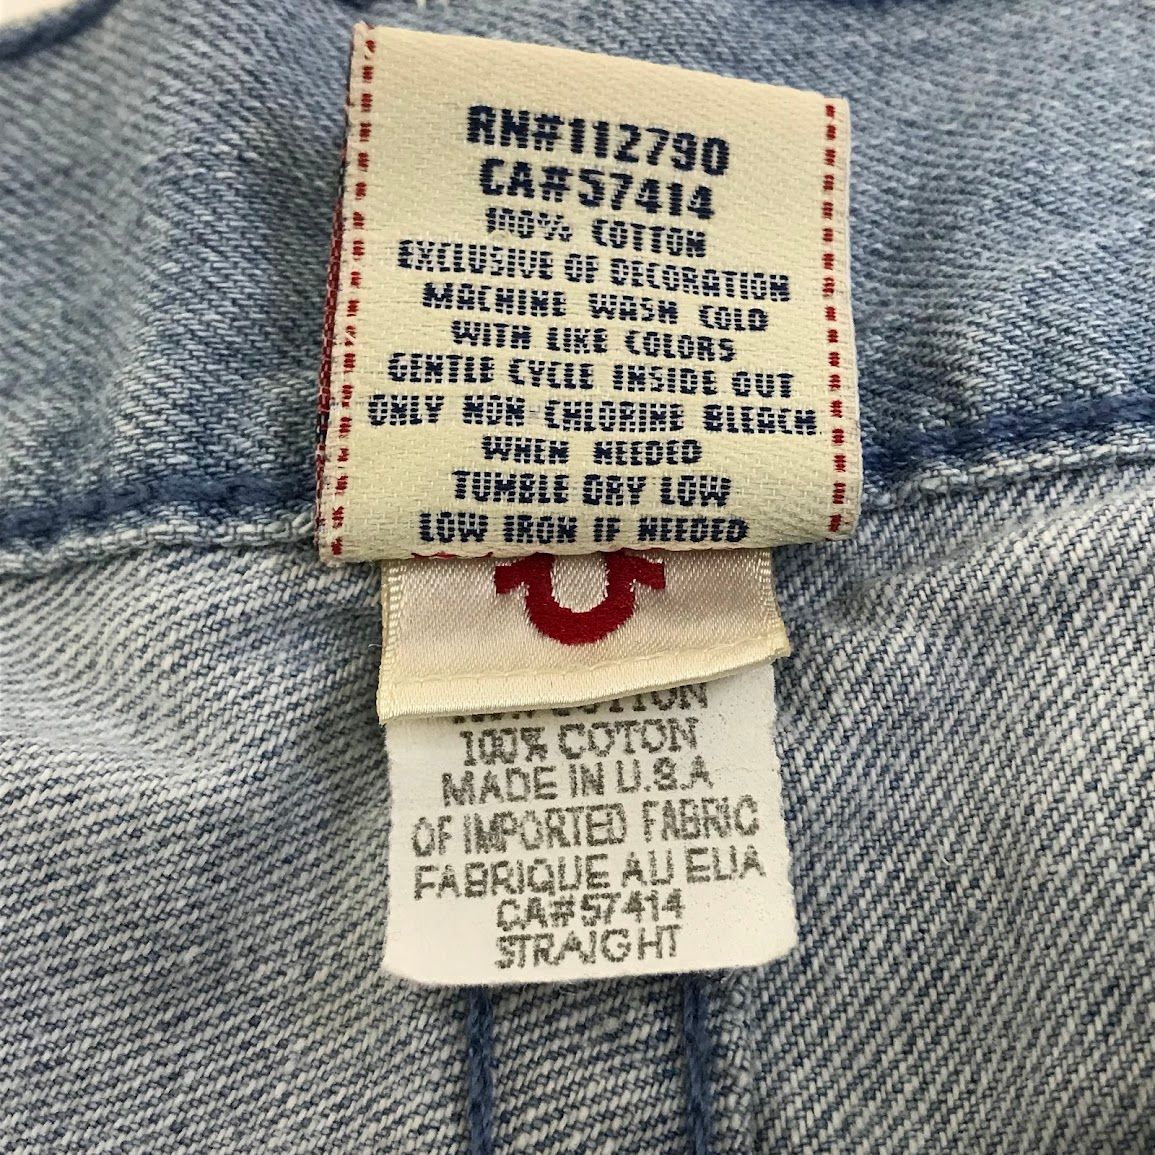 RN#112790
CA#57414
100% COTTON
EXCLUSIVE OF DECORATION
MACHINE WASH COLD
WITH LIKE COLORS
GENTLE CYCLE INSIDE OUT
ONLY NON-CHLORINE BLEACH
WHEN NEEDED
TUMBLE DRY LOW
LOW IRON IF NEEDED
COTTON
100% COTON
MADE IN U.S.A
OF IMPORTED FABRIC
FABRIQUE AU EUA
CA#57414
STRAIGHT